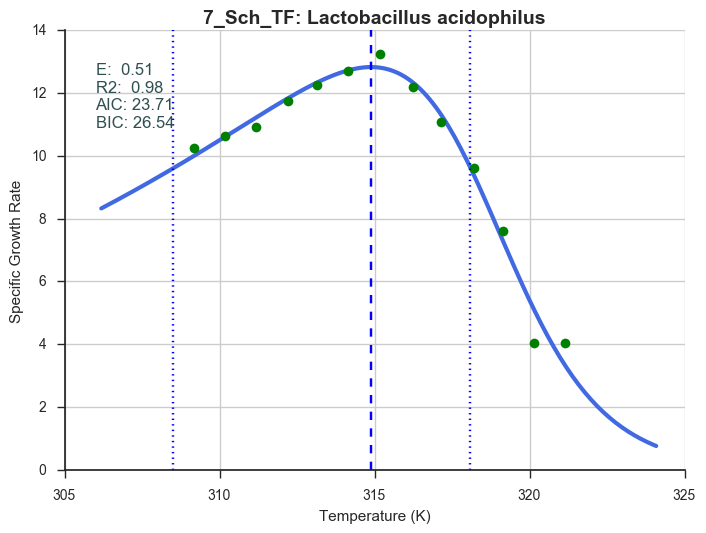 7_Sch_TF: Lactobacillus acidophilus
E:  0.51
R2:  0.98
AIC: 23.71
BIC: 26.54
Specific Growth Rate
14
12
10
8
6
4
2
0
305 310 315 320 325
Temperature (K)